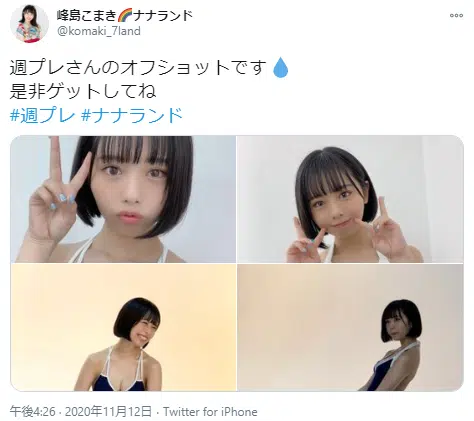 峰島こまき🌈ナナランド
@komaki_7land
週プレさんのオフショットです💧
是非ゲットしてね
#週プレ #ナナランド
午後4:26 · 2020年11月12日 · Twitter for iPhone